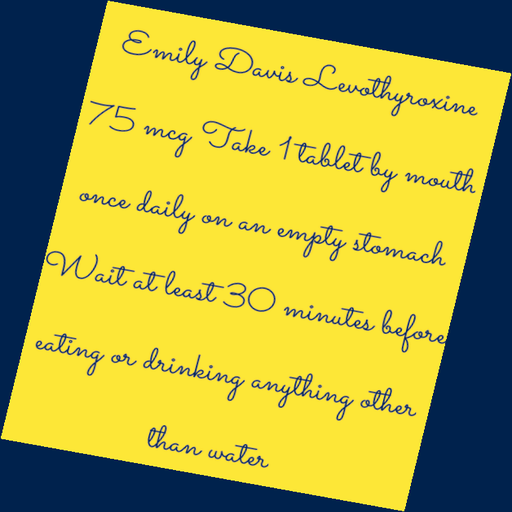 Emily Davis Levothyroxine
75 mcg Take 1 tablet by mouth
once daily on an empty stomach
Wait at least 30 minutes before
eating or drinking anything other
than water